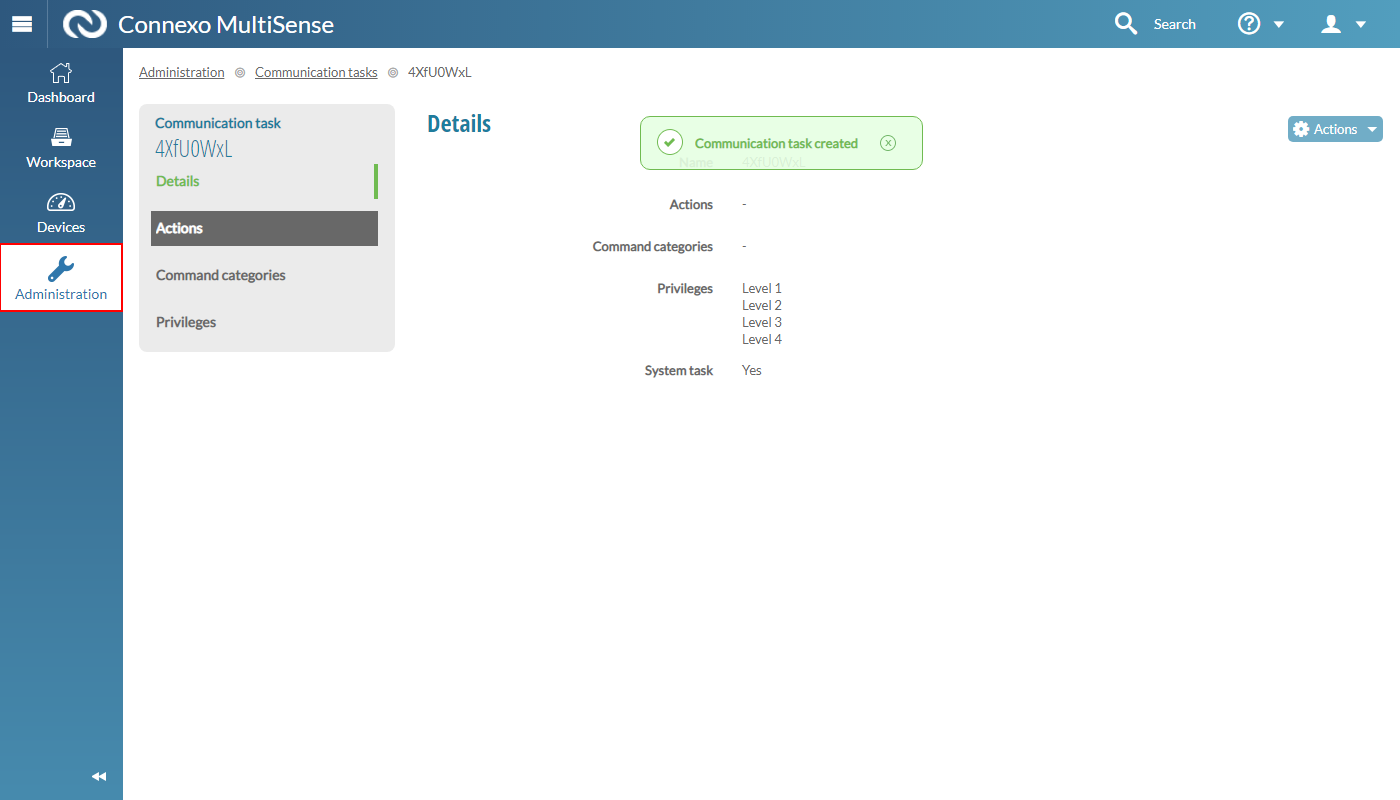 Connexo MultiSense
Search
Dashboard
Workspace
Devices
Administration
Administration Communication tasks 4XfU0WxL
Communication task
4XfU0WxL
Details
Actions
Command categories
Privileges
Details
Communication task created
Name 4XfU0WxL
Actions -
Command categories -
Privileges Level 1
Level 2
Level 3
Level 4
System task Yes
Actions